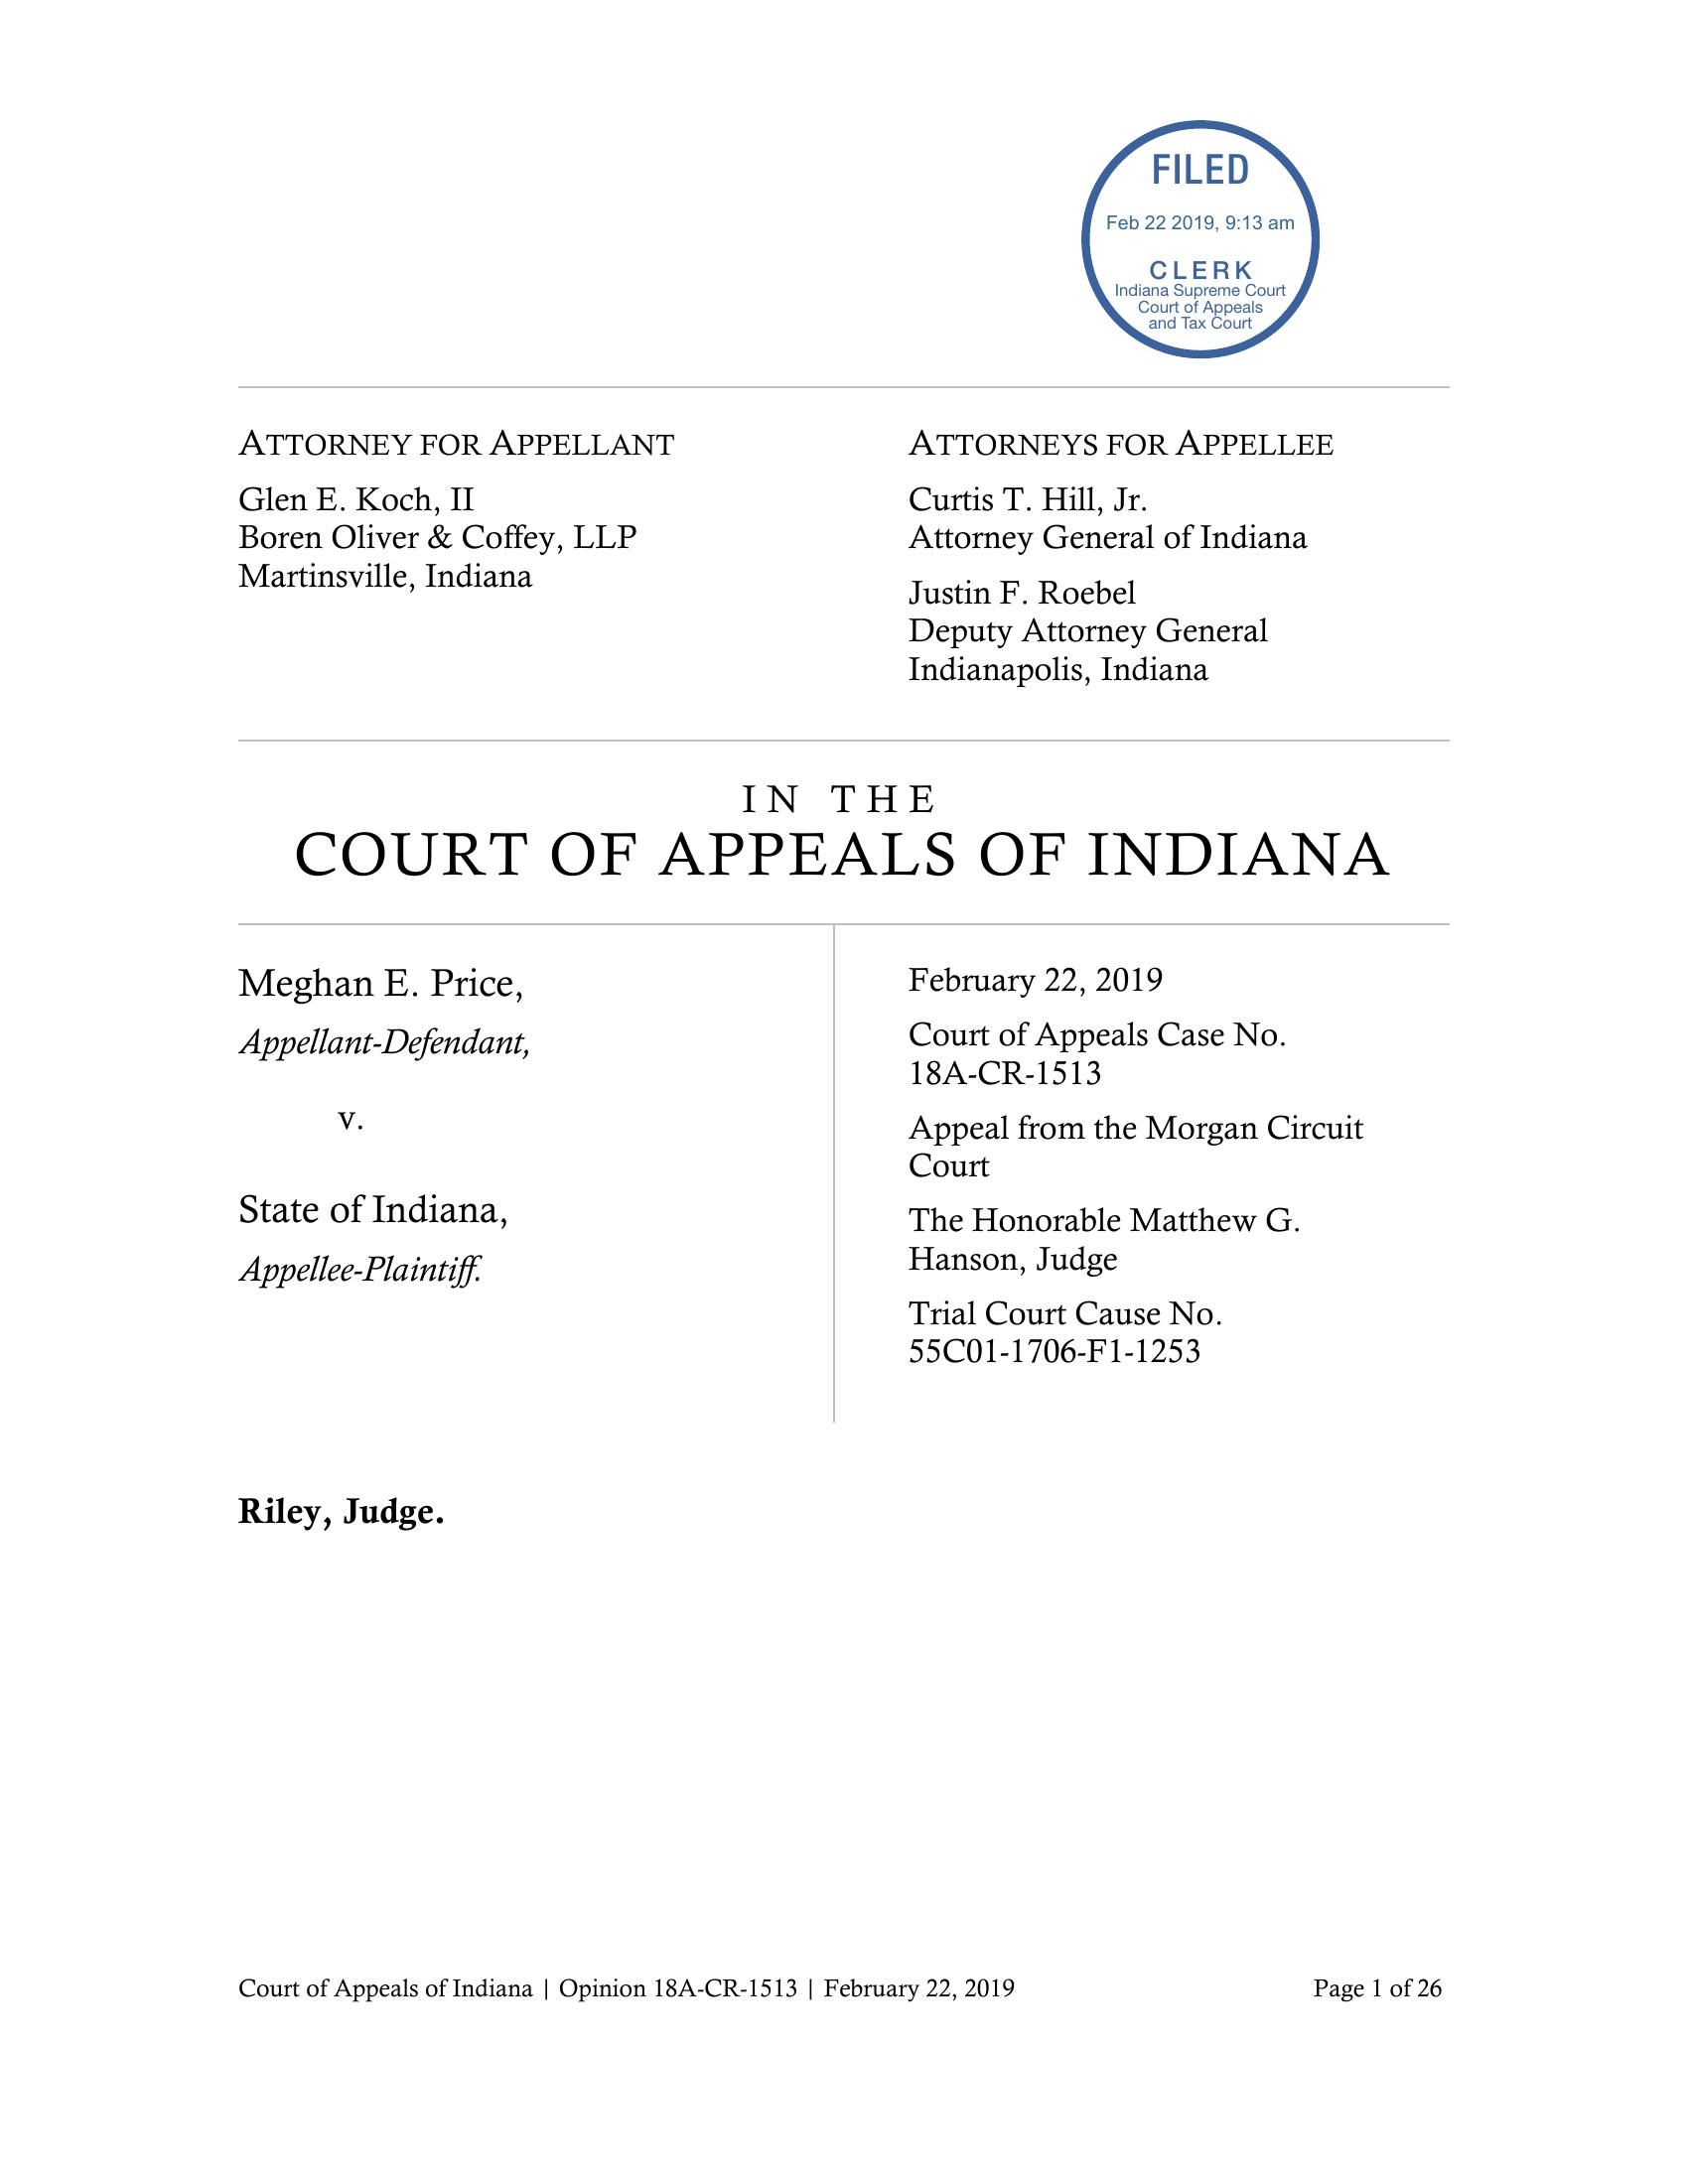 FILED
Feb 22 2019, 9:13 am
CLERK
Indiana Supreme Court
Court of Appeals
and Tax Court
ATTORNEY FOR APPELLANT
Glen E. Koch, II
Boren Oliver & Coffey, LLP
Martinsville, Indiana
ATTORNEYS FOR APPELLEE
Curtis T. Hill, Jr.
Attorney General of Indiana
Justin F. Roebel
Deputy Attorney General
Indianapolis, Indiana
IN THE
COURT OF APPEALS OF INDIANA
Meghan E. Price,
Appellant-Defendant,
v.
State of Indiana,
Appellee-Plaintiff.
February 22, 2019
Court of Appeals Case No.
18A-CR-1513
Appeal from the Morgan Circuit
Court
The Honorable Matthew G.
Hanson, Judge
Trial Court Cause No.
55C01-1706-F1-1253
Riley, Judge.
Court of Appeals of Indiana | Opinion 18A-CR-1513 | February 22, 2019 Page 1 of 26